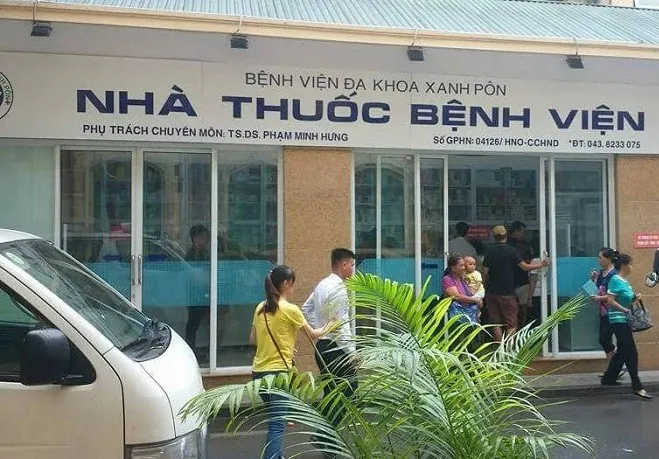 BỆNH VIỆN ĐA KHOA XANH PÔN
NHÀ THUỐC BỆNH VIỆN
PHỤ TRÁCH CHUYÊN MÔN: TS.DS. PHẠM MINH HƯNG
Số GPHN: 04126/ HNO-CCHND *ĐT: 043. 8233 075